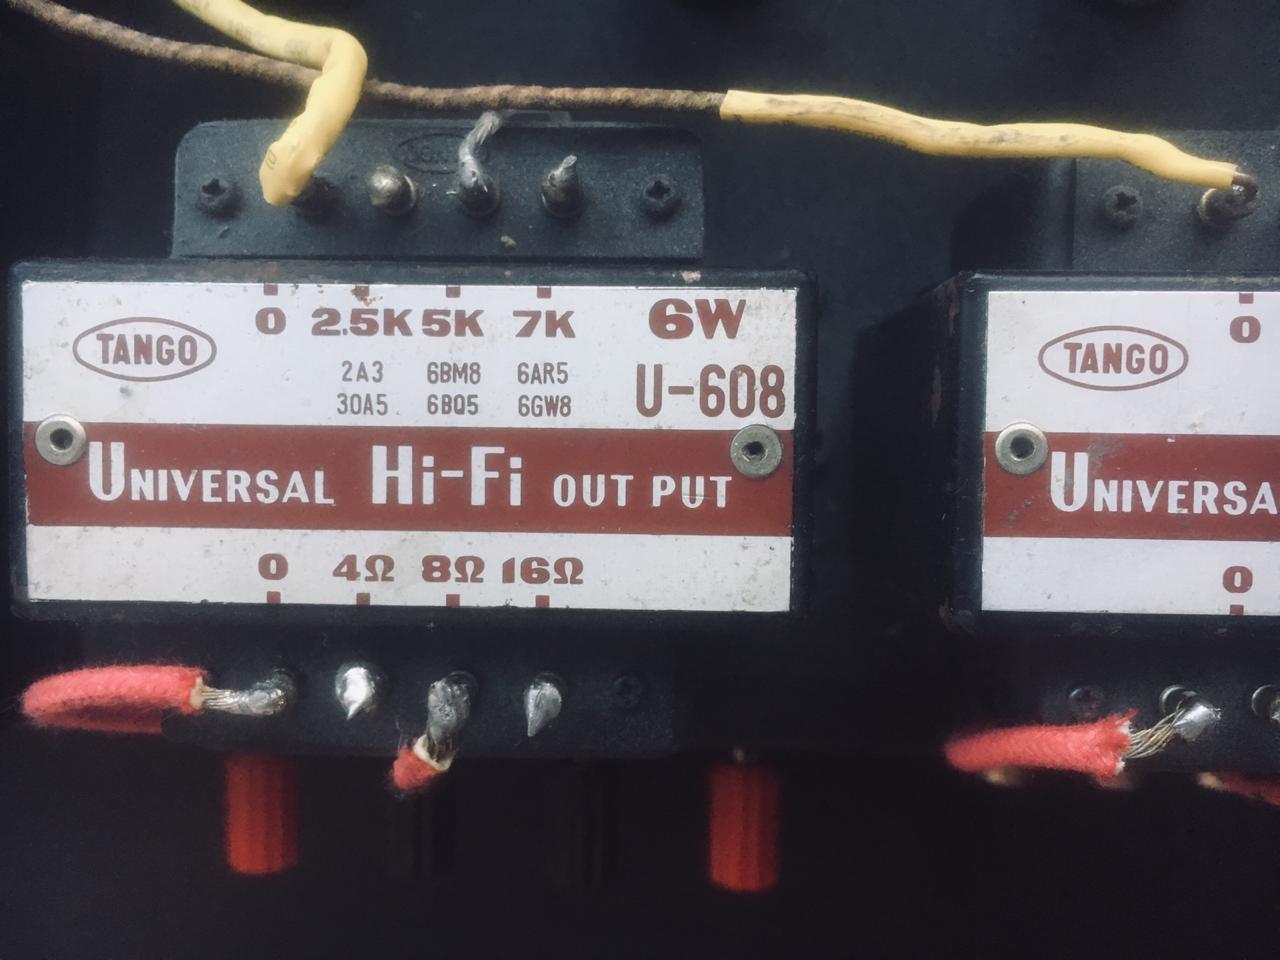 TANGO
0 2.5K 5K 7K 6W
2A3 6BM8 6AR5 U-608
30A5 6BQ5 6GW8
UNIVERSAL Hi-Fi OUT PUT
0 4Ω 8Ω 16Ω
0
TANGO
UNIVERSA
0